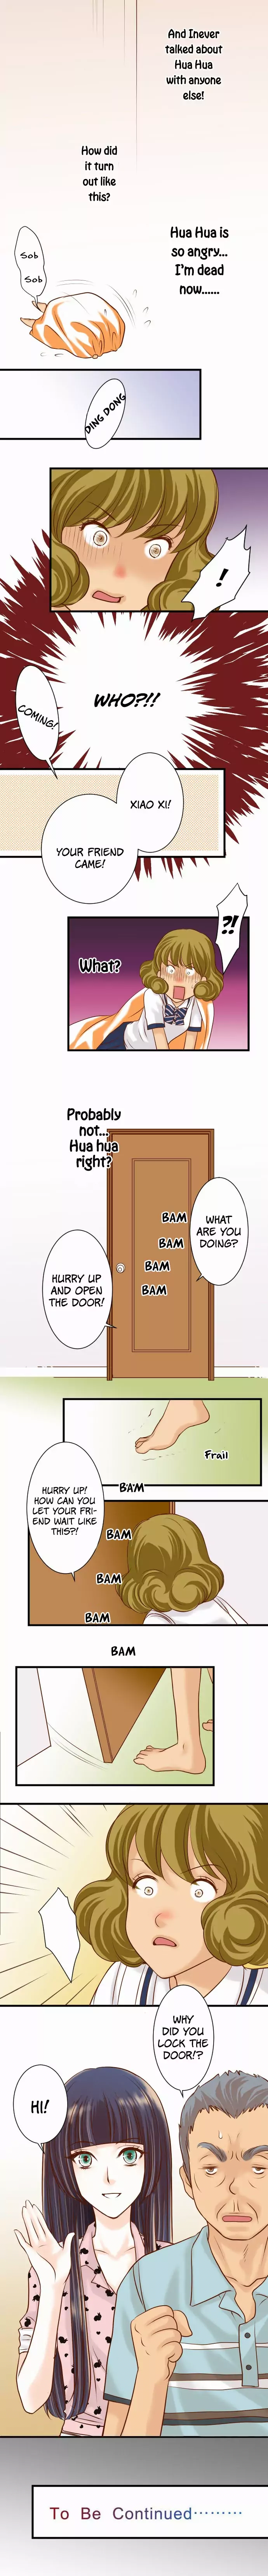 And Inever
talked about
Hua Hua
with anyone
else!
How did
it turn
out like
this?
Hua Hua is
so angry...
I'm dead
now......
Sob
Sob
DING DONG
!
WHO?!!
COMING!
XIAO XI!
YOUR FRIEND
CAME!
?!
What?
Probably
not...
Hua hua
right?
BAM
BAM
BAM
BAM
WHAT
ARE YOU
DOING?
HURRY UP
AND OPEN
THE DOOR!
Frail
HURRY UP!
HOW CAN YOU
LET YOUR FRI-
END WAIT LIKE
THIS?!
BAM
BAM
BAM
BAM
BAM
WHY
DID YOU
LOCK THE
DOOR!?
HI!
To Be Continued·········